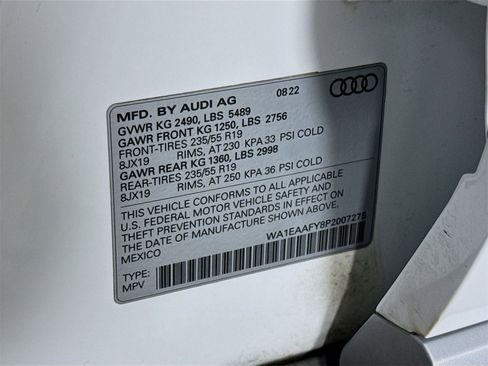 MFD. BY AUDI AG 08 22
GVWR KG 2490, LBS 5489
GAWR FRONT KG 1250, LBS 2756
FRONT-TIRES 235/55 R19
8JX19 RIMS, AT 230 KPA 33 PSI COLD
GAWR REAR KG 1360, LBS 2998
REAR-TIRES 235/55 R19
8JX19 RIMS, AT 250 KPA 36 PSI COLD
THIS VEHICLE CONFORMS TO ALL APPLICABLE
U.S. FEDERAL MOTOR VEHICLE SAFETY AND
THEFT PREVENTION STANDARDS IN EFFECT ON
THE DATE OF MANUFACTURE SHOWN ABOVE.
MEXICO
WA1EAAFY8P2007275
TYPE:
MPV